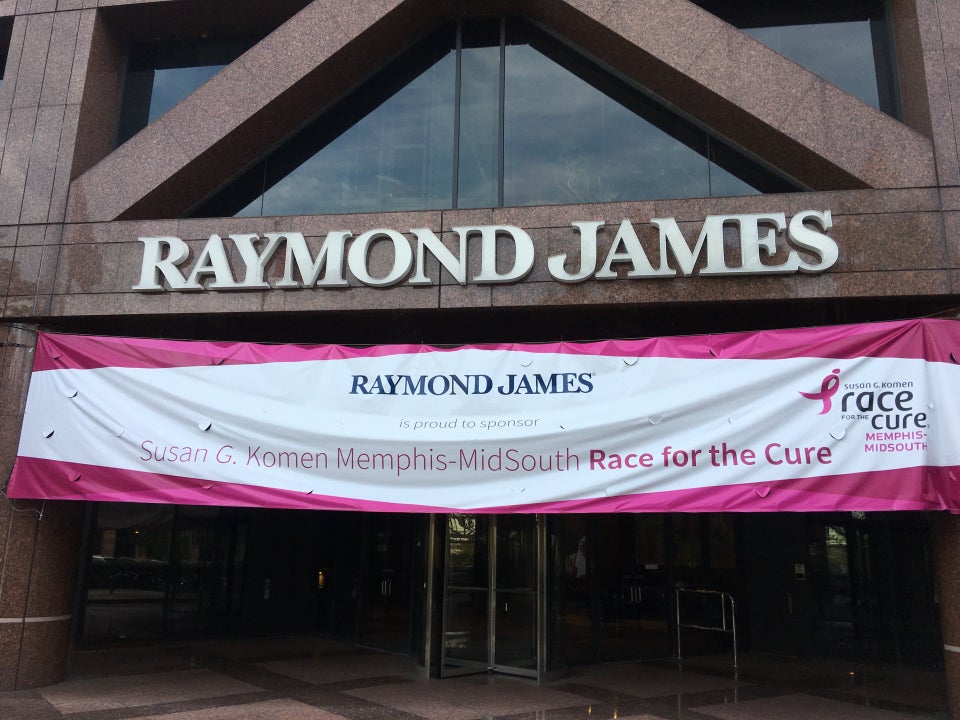 RAYMOND JAMES
RAYMOND JAMES®
is proud to sponsor
Susan G. Komen Memphis-MidSouth Race for the Cure
SUSAN G. KOMEN
race
FOR THE
cure
MEMPHIS-
MIDSOUTH